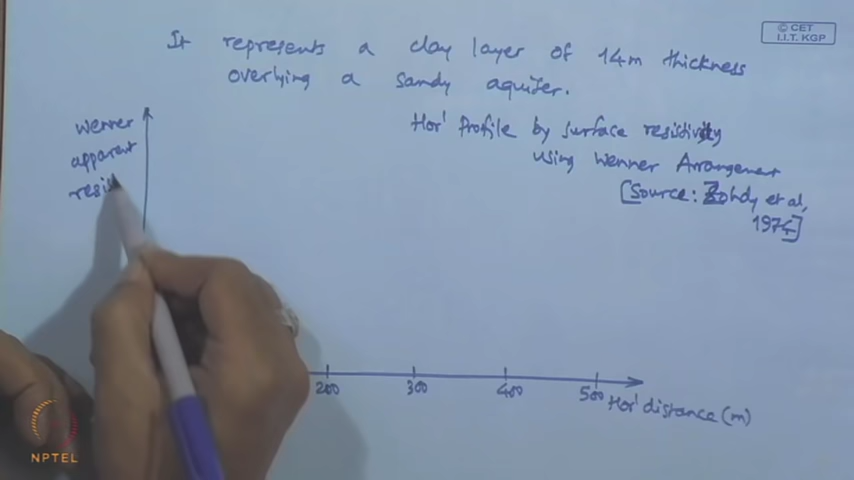 © CET
I.I.T. KGP
It represents a clay layer of 14m thickness
overlying a sandy aquifer.
Hor' Profile by surface resistivity
using Wenner Arrangement
[Source: Zohdy et al,
1974]
Wenner
apparent
resis
200 300 400 500
Hor' distance (m)
NPTEL